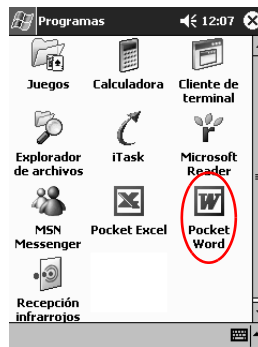 Programas 12:07
Juegos Calculadora Cliente de terminal
Explorador de archivos iTask Microsoft Reader
MSN Messenger Pocket Excel Pocket Word
Recepción infrarrojos